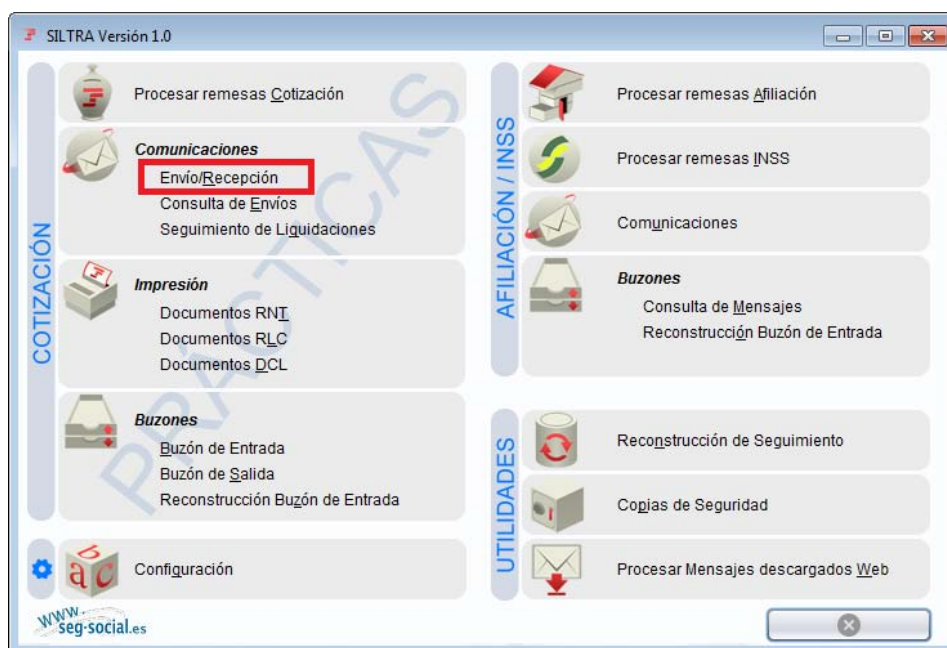 SILTRA Versión 1.0
COTIZACIÓN
Procesar remesas Cotización
Comunicaciones
Envío/Recepción
Consulta de Envíos
Seguimiento de Liquidaciones
Impresión
Documentos RNT
Documentos RLC
Documentos DCL
Buzones
Buzón de Entrada
Buzón de Salida
Reconstrucción Buzón de Entrada
Configuración
PRÁCTICAS
AFILIACIÓN / INSS
Procesar remesas Afiliación
Procesar remesas INSS
Comunicaciones
Buzones
Consulta de Mensajes
Reconstrucción Buzón de Entrada
UTILIDADES
Reconstrucción de Seguimiento
Copias de Seguridad
Procesar Mensajes descargados Web
a b c
www.
seg-social.es